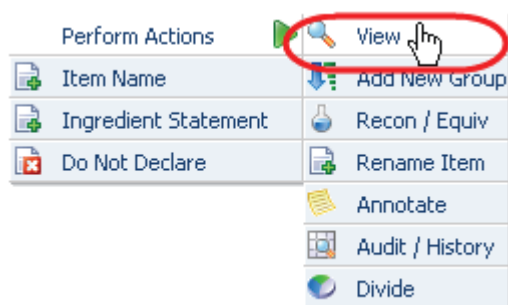 Perform Actions
Item Name
Ingredient Statement
Do Not Declare
View
Add New Group
Recon / Equiv
Rename Item
Annotate
Audit / History
Divide